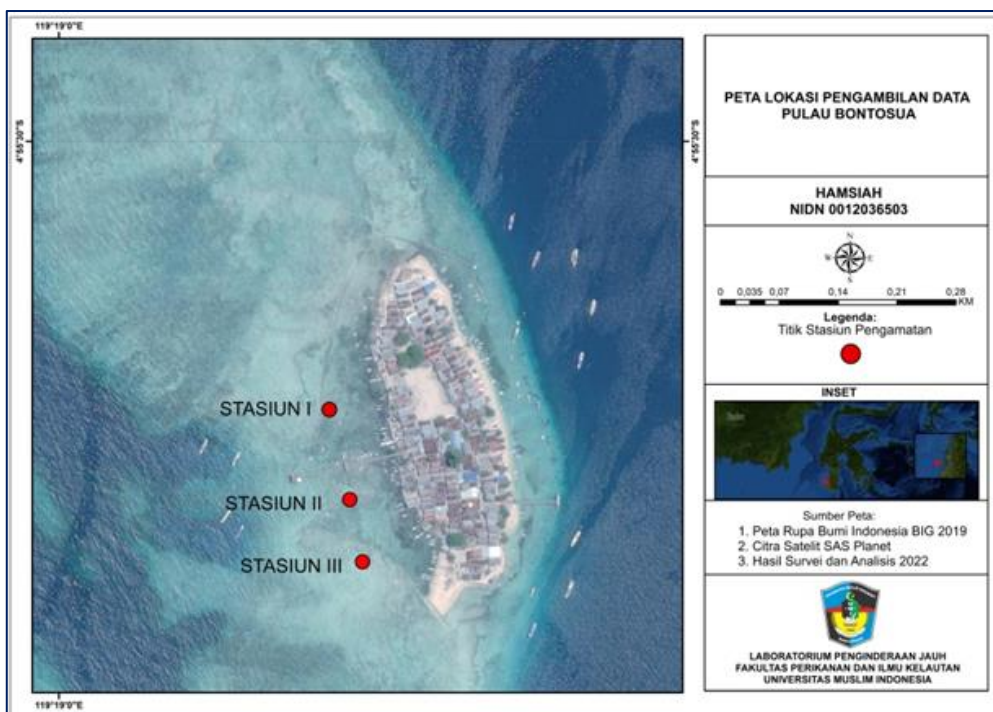 119°19'0"E
4°55'30"S
4°55'30"S
STASIUN I
STASIUN II
STASIUN III
119°19'0"E
PETA LOKASI PENGAMBILAN DATA
PULAU BONTOSUA
HAMSIAH
NIDN 0012036503
N
W E
S
0 0,035 0,07 0,14 0,21 0,28
KM
Legenda:
Titik Stasiun Pengamatan
INSET
Sumber Peta:
1. Peta Rupa Bumi Indonesia BIG 2019
2. Citra Satelit SAS Planet
3. Hasil Survei dan Analisis 2022
LABORATORIUM PENGINDERAAN JAUH
FAKULTAS PERIKANAN DAN ILMU KELAUTAN
UNIVERSITAS MUSLIM INDONESIA